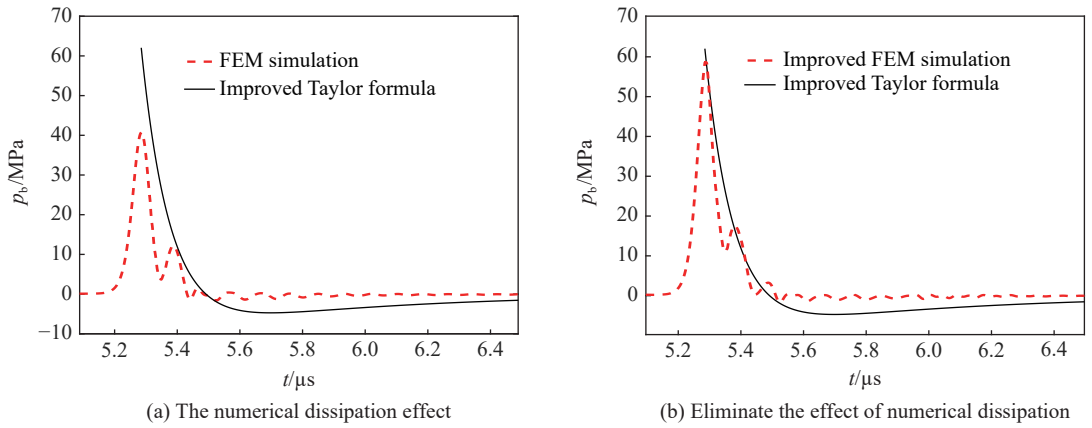 70
60
50
40
30
20
10
0
−10
p_b/MPa
FEM simulation
Improved Taylor formula
5.2 5.4 5.6 5.8 6.0 6.2 6.4
t/μs
(a) The numerical dissipation effect
70
60
50
40
30
20
10
0
p_b/MPa
Improved FEM simulation
Improved Taylor formula
5.2 5.4 5.6 5.8 6.0 6.2 6.4
t/μs
(b) Eliminate the effect of numerical dissipation